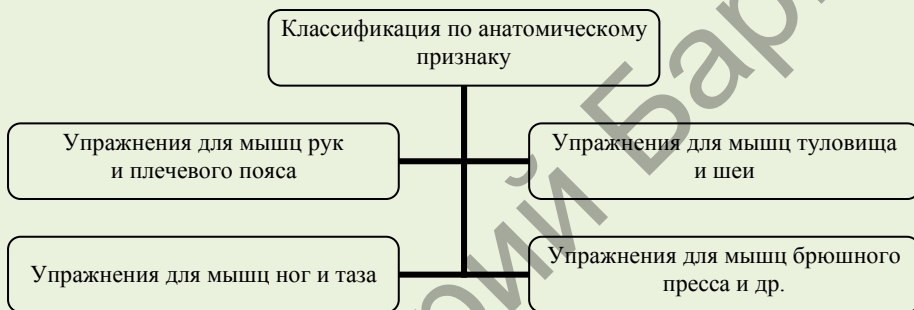 Классификация по анатомическому
признаку
Упражнения для мышц рук
и плечевого пояса
Упражнения для мышц туловища
и шеи
Упражнения для мышц ног и таза
Упражнения для мышц брюшного
пресса и др.